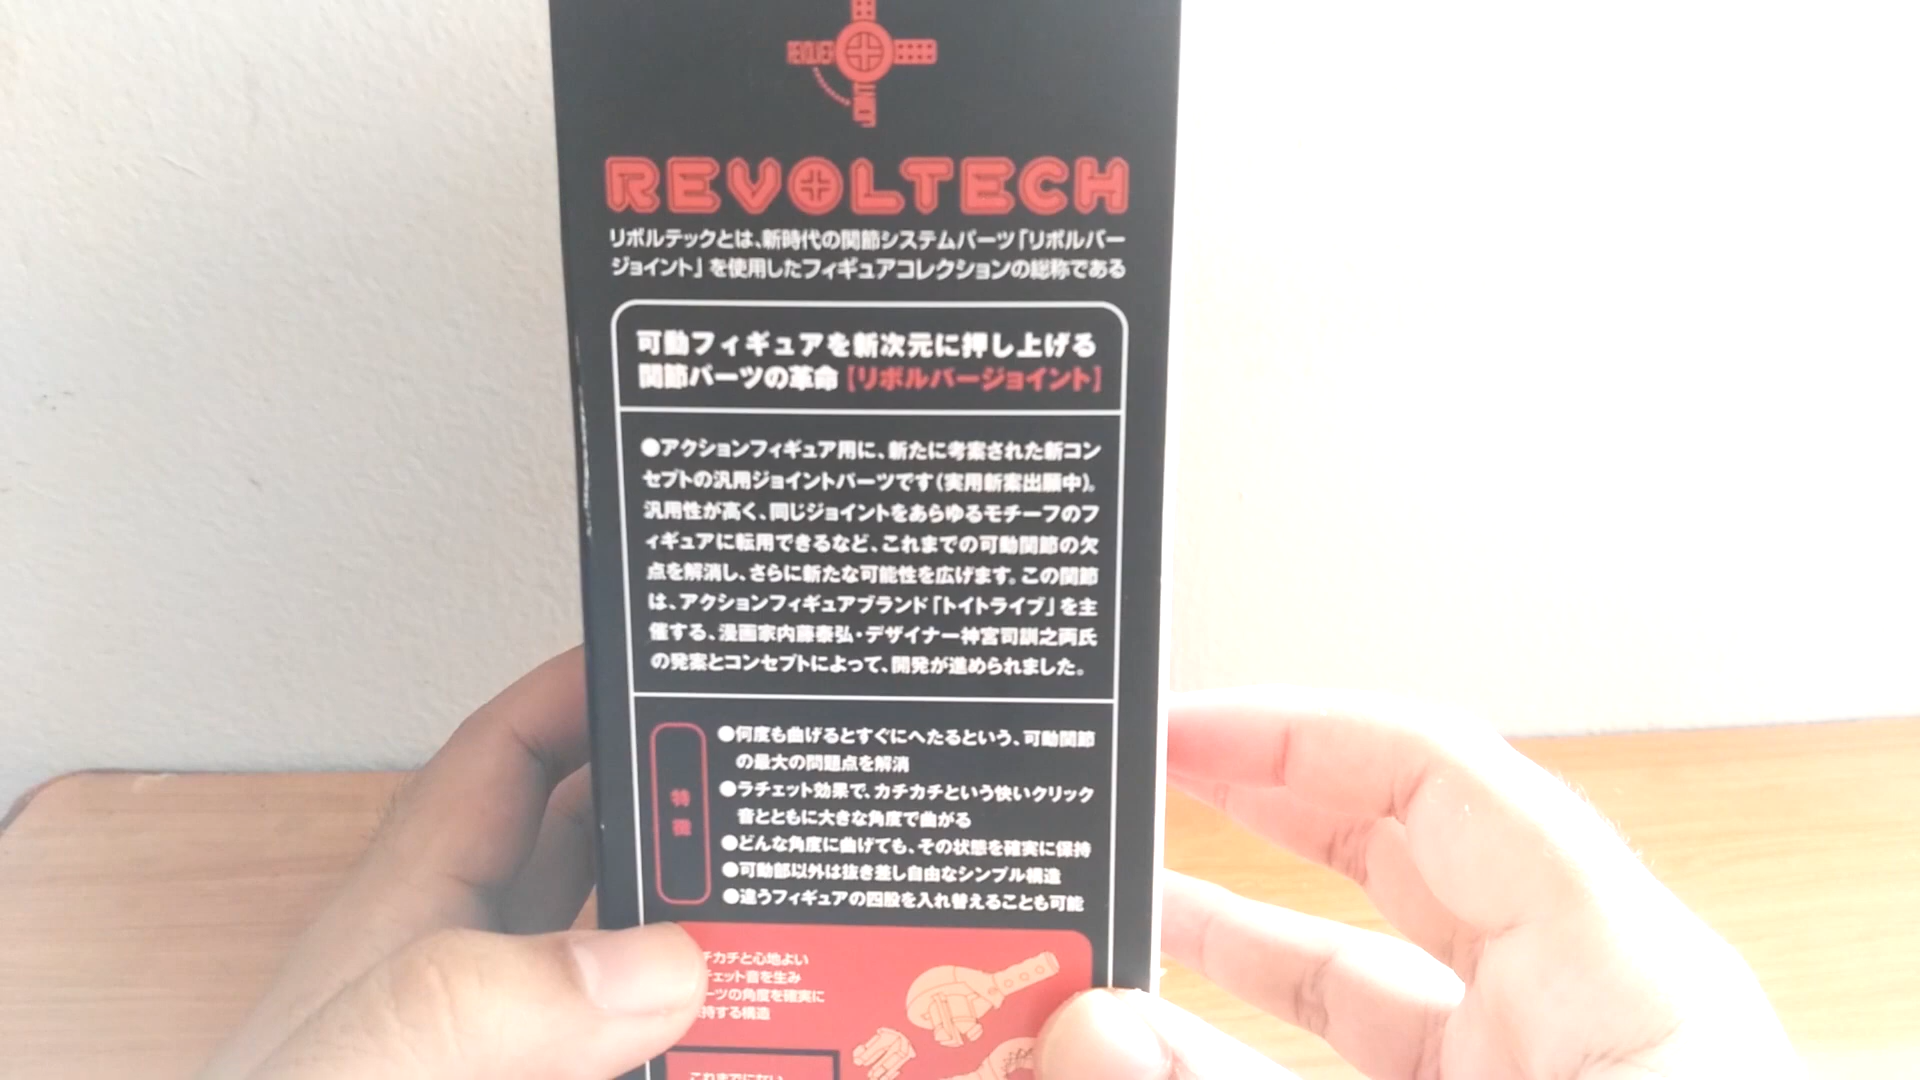 REVOLVER
REVOLTECH
リボルテックとは、新時代の関節システムパーツ「リボルバー
ジョイント」を使用したフィギュアコレクションの総称である
可動フィギュアを新次元に押し上げる
関節パーツの革命【リボルバージョイント】
●アクションフィギュア用に、新たに考案された新コン
セプトの汎用ジョイントパーツです(実用新案出願中)。
汎用性が高く、同じジョイントをあらゆるモチーフのフ
ィギュアに転用できるなど、これまでの可動関節の欠
点を解消し、さらに新たな可能性を広げます。この関節
は、アクションフィギュアブランド「トイトライブ」を主
催する、漫画家内藤泰弘・デザイナー神宮司訓之両氏
の発案とコンセプトによって、開発が進められました。
特徴
●何度も曲げるとすぐにへたるという、可動関節
の最大の問題点を解消
●ラチェット効果で、カチカチという快いクリック
音とともに大きな角度で曲がる
●どんな角度に曲げても、その状態を確実に保持
●可動部以外は抜き差し自由なシンプル構造
●違うフィギュアの四股を入れ替えることも可能
チカチと心地よい
チェット音を生み
ーツの角度を確実に
持する構造
これまでにない